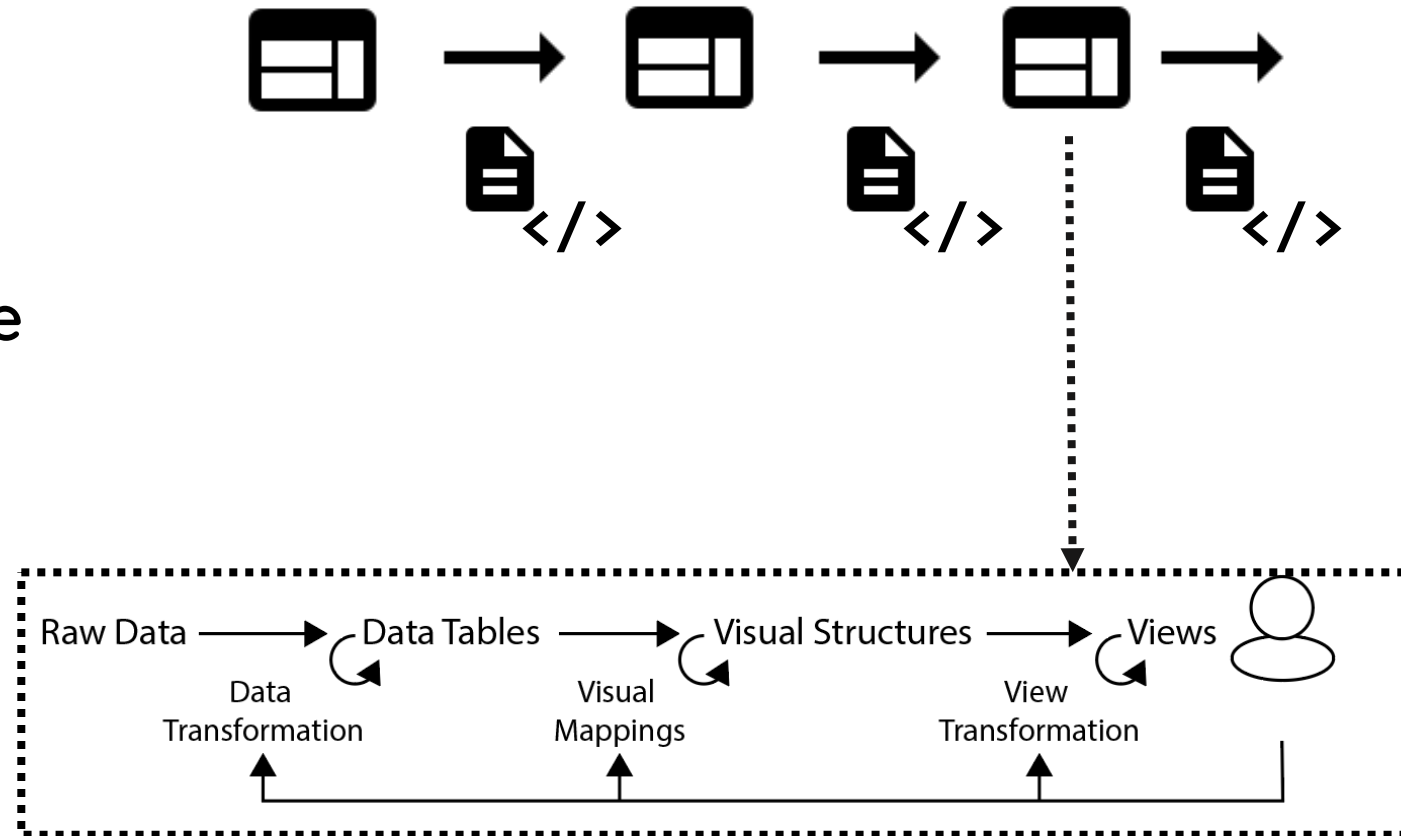 </>
</>
</>
e
Raw Data
Data Tables
Visual Structures
Views
Data
Transformation
Visual
Mappings
View
Transformation